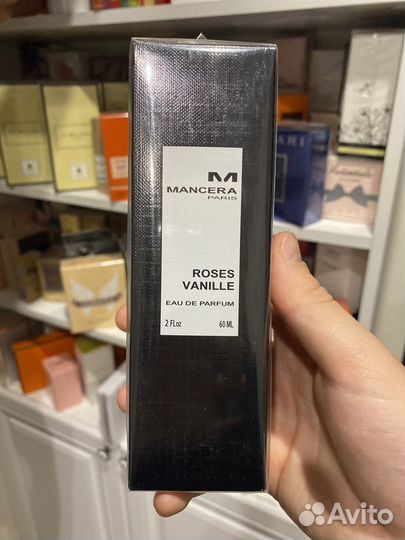 M
MANCERA
PARIS
ROSES
VANILLE
EAU DE PARFUM
2 FLoz 60 ML
Avito